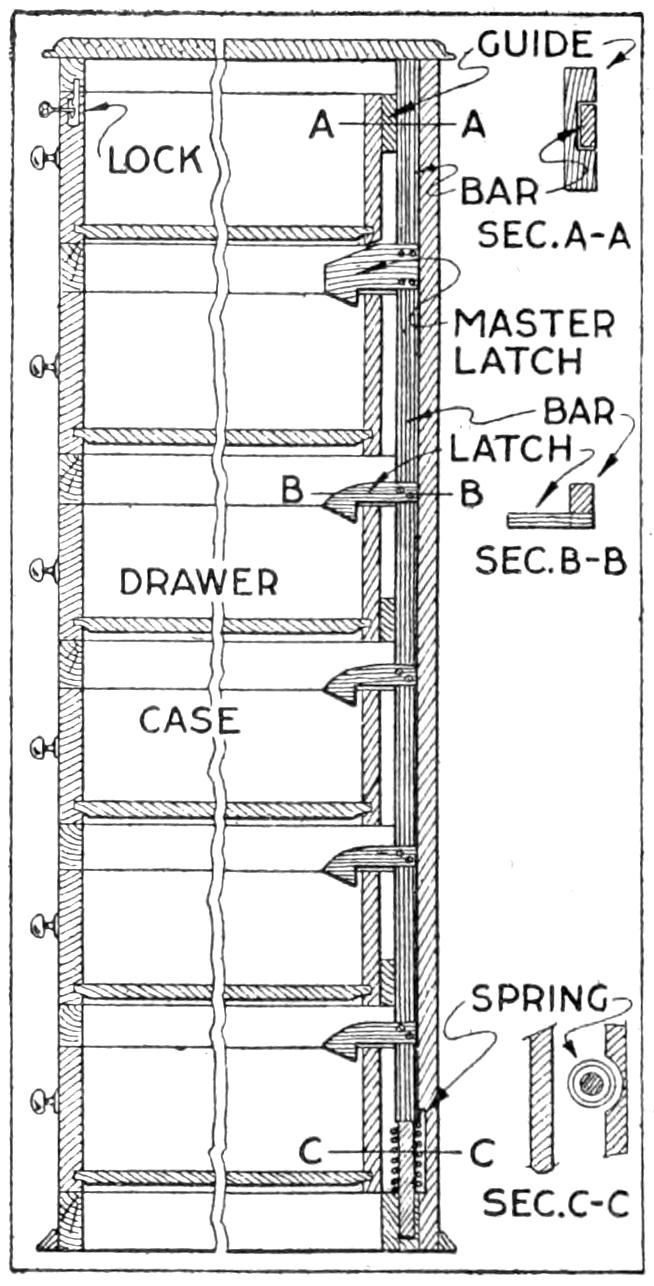 GUIDE
A A
LOCK
BAR
SEC. A-A
MASTER
LATCH
BAR
LATCH
B B
SEC. B-B
DRAWER
CASE
SPRING
C C
SEC. C-C